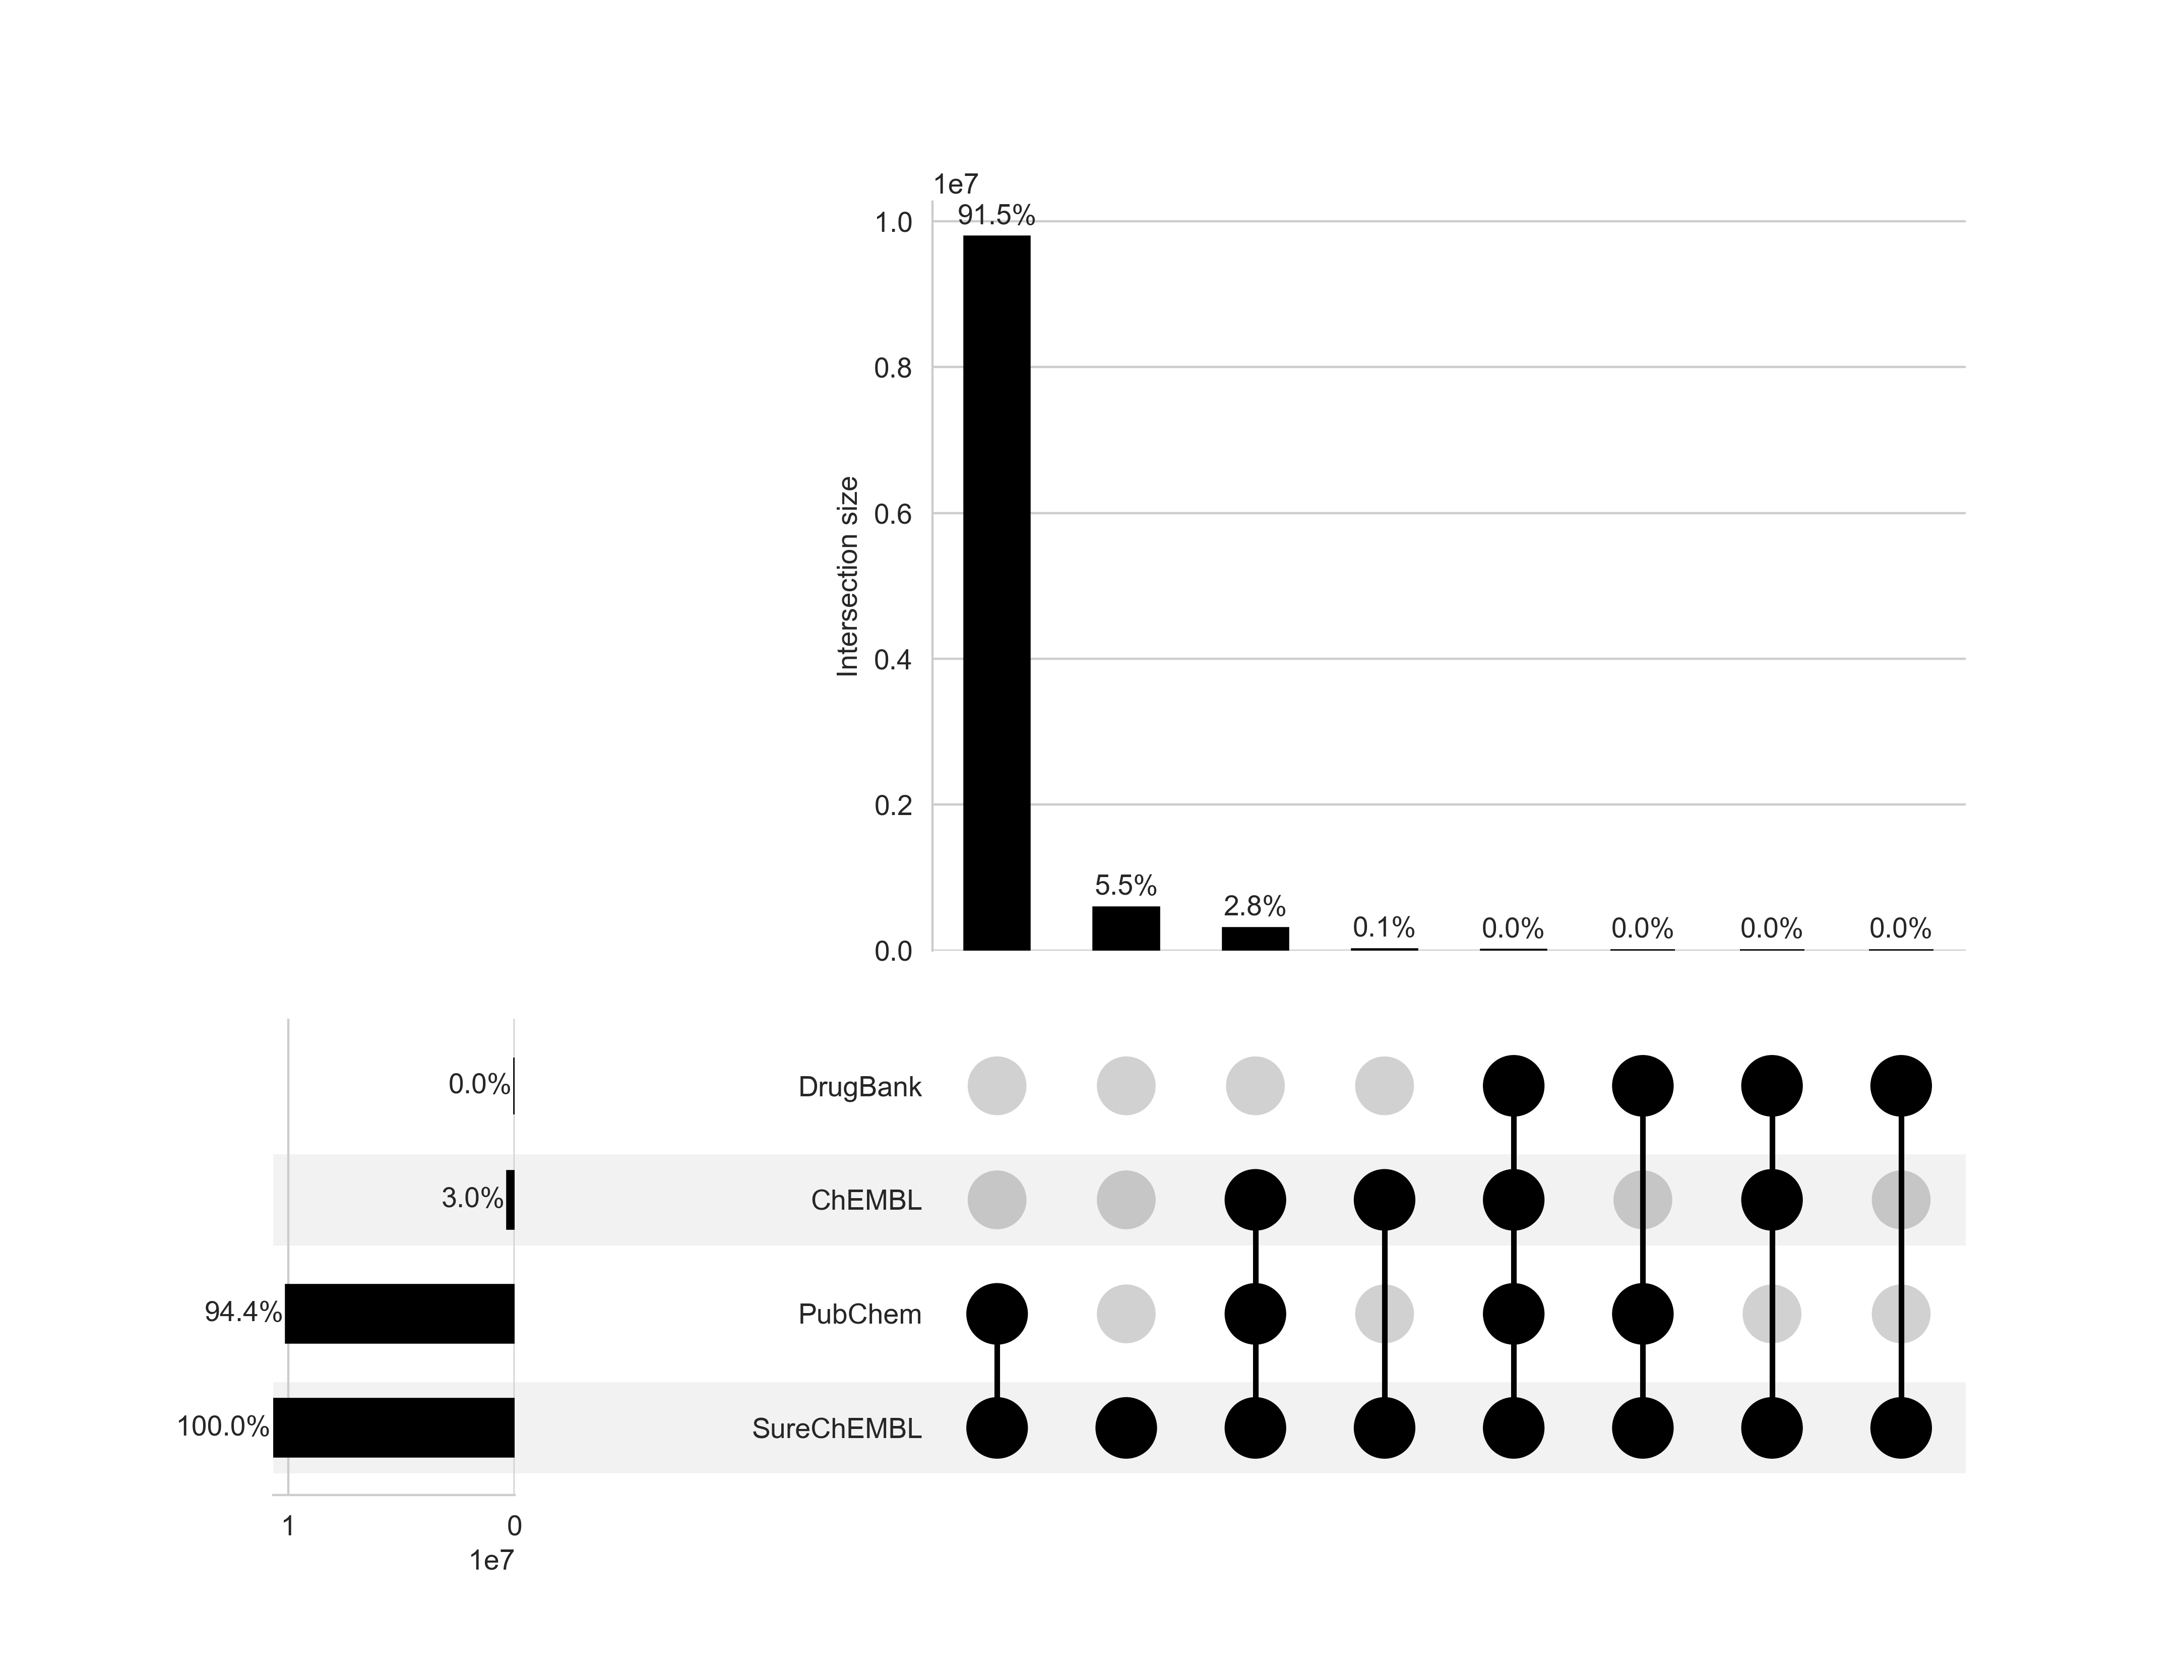 1e7
91.5%
1.0
0.8
0.6
0.4
0.2
0.0
Intersection size
5.5%
2.8%
0.1%
0.0%
0.0%
0.0%
0.0%
0.0%
DrugBank
3.0%
ChEMBL
94.4%
PubChem
100.0%
SureChEMBL
1
0
1e7